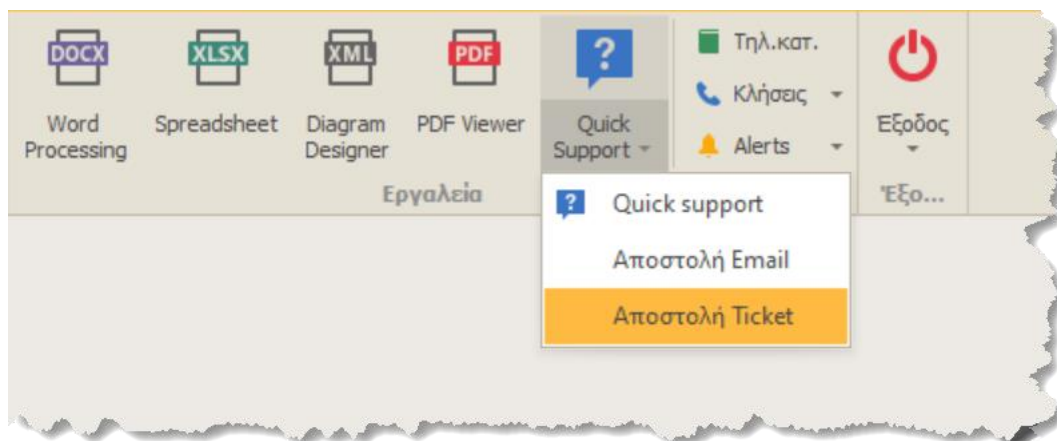 DOCX
XLSX
XML
PDF
?
Word
Processing
Spreadsheet
Diagram
Designer
PDF Viewer
Quick
Support
Τηλ.κατ.
Κλήσεις
Alerts
Έξοδος
Εργαλεία
Έξο...
? Quick support
Αποστολή Email
Αποστολή Ticket